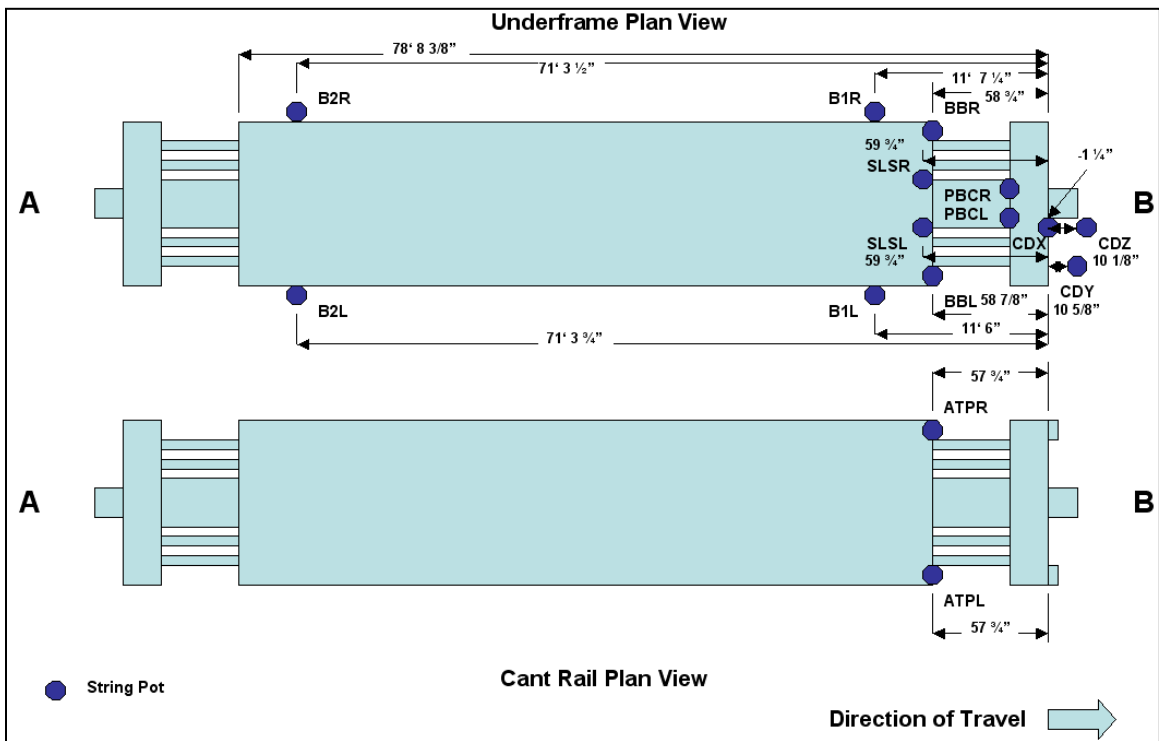 Underframe Plan View
78‘ 8 3/8”
71‘ 3 ½”
11‘ 7 ¼”
58 ¾”
B2R
B1R
BBR
59 ¾”
-1 ¼”
SLSR
A
PBCR
B
PBCL
SLSL
CDX
CDZ
59 ¾”
10 1/8”
CDY
B2L
B1L
BBL
58 7/8”
10 5/8”
11‘ 6”
71‘ 3 ¾”
57 ¾”
ATPR
A
B
ATPL
57 ¾”
String Pot
Cant Rail Plan View
Direction of Travel